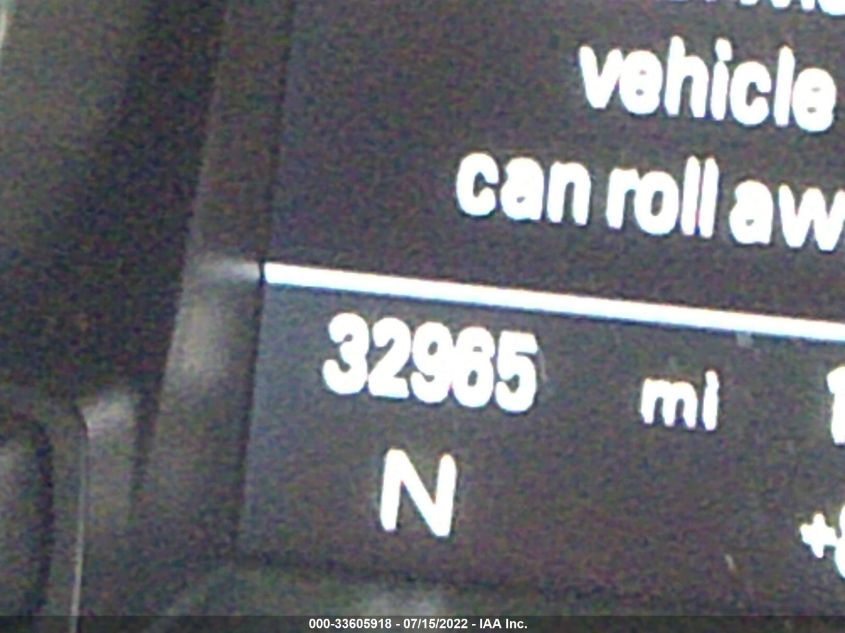 vehicle
can roll aw
32965 mi
N
000-33605918 - 07/15/2022 - IAA Inc.